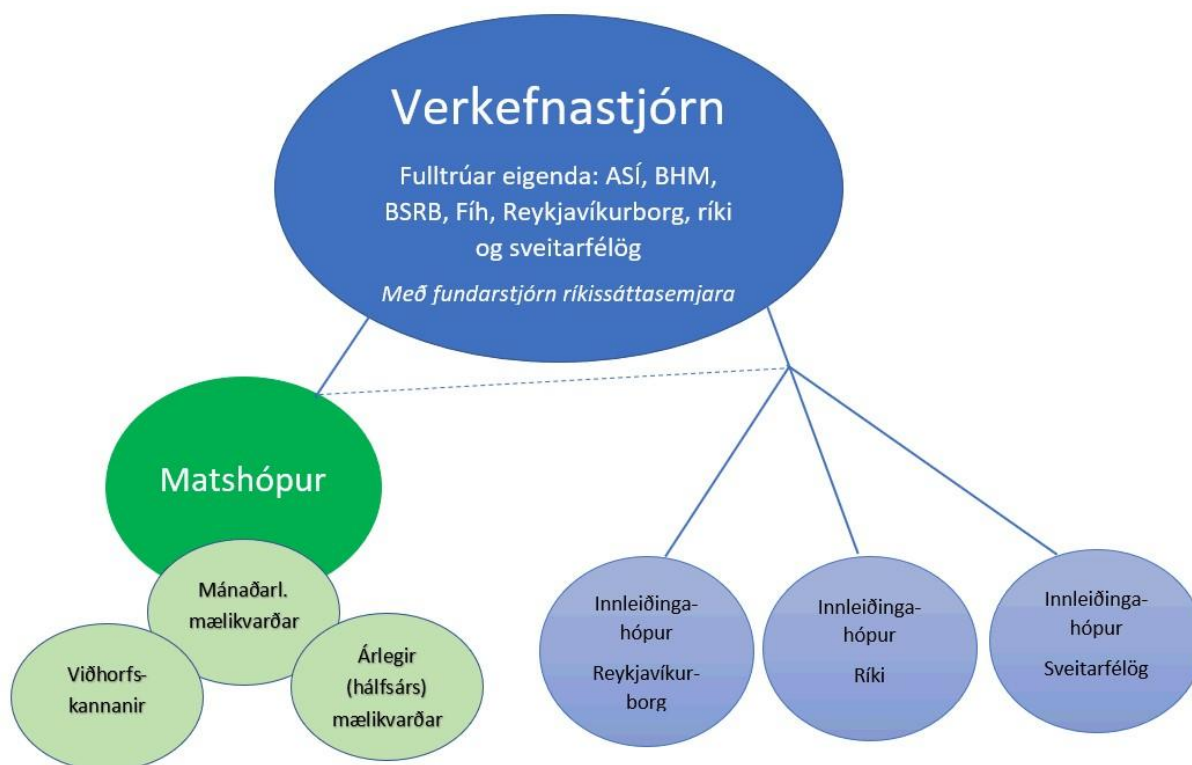 Verkefnastjórn
Fulltrúar eigenda: ASÍ, BHM,
BSRB, Fíh, Reykjavíkurborg, ríki
og sveitarfélög
Með fundarstjórn ríkissáttasemjara
Matshópur
Mánaðarl.
mælikvarðar
Viðhorfs-
kannanir
Árlegir
(hálfsárs)
mælikvarðar
Innleiðinga-
hópur
Reykjavíkur-
borg
Innleiðinga-
hópur
Ríki
Innleiðinga-
hópur
Sveitarfélög